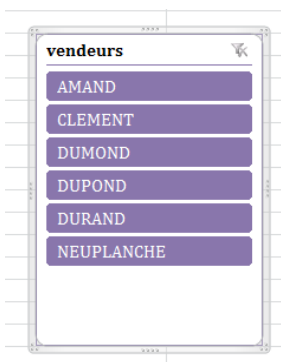 vendeurs
AMAND
CLEMENT
DUMOND
DUPOND
DURAND
NEUPLANCHE